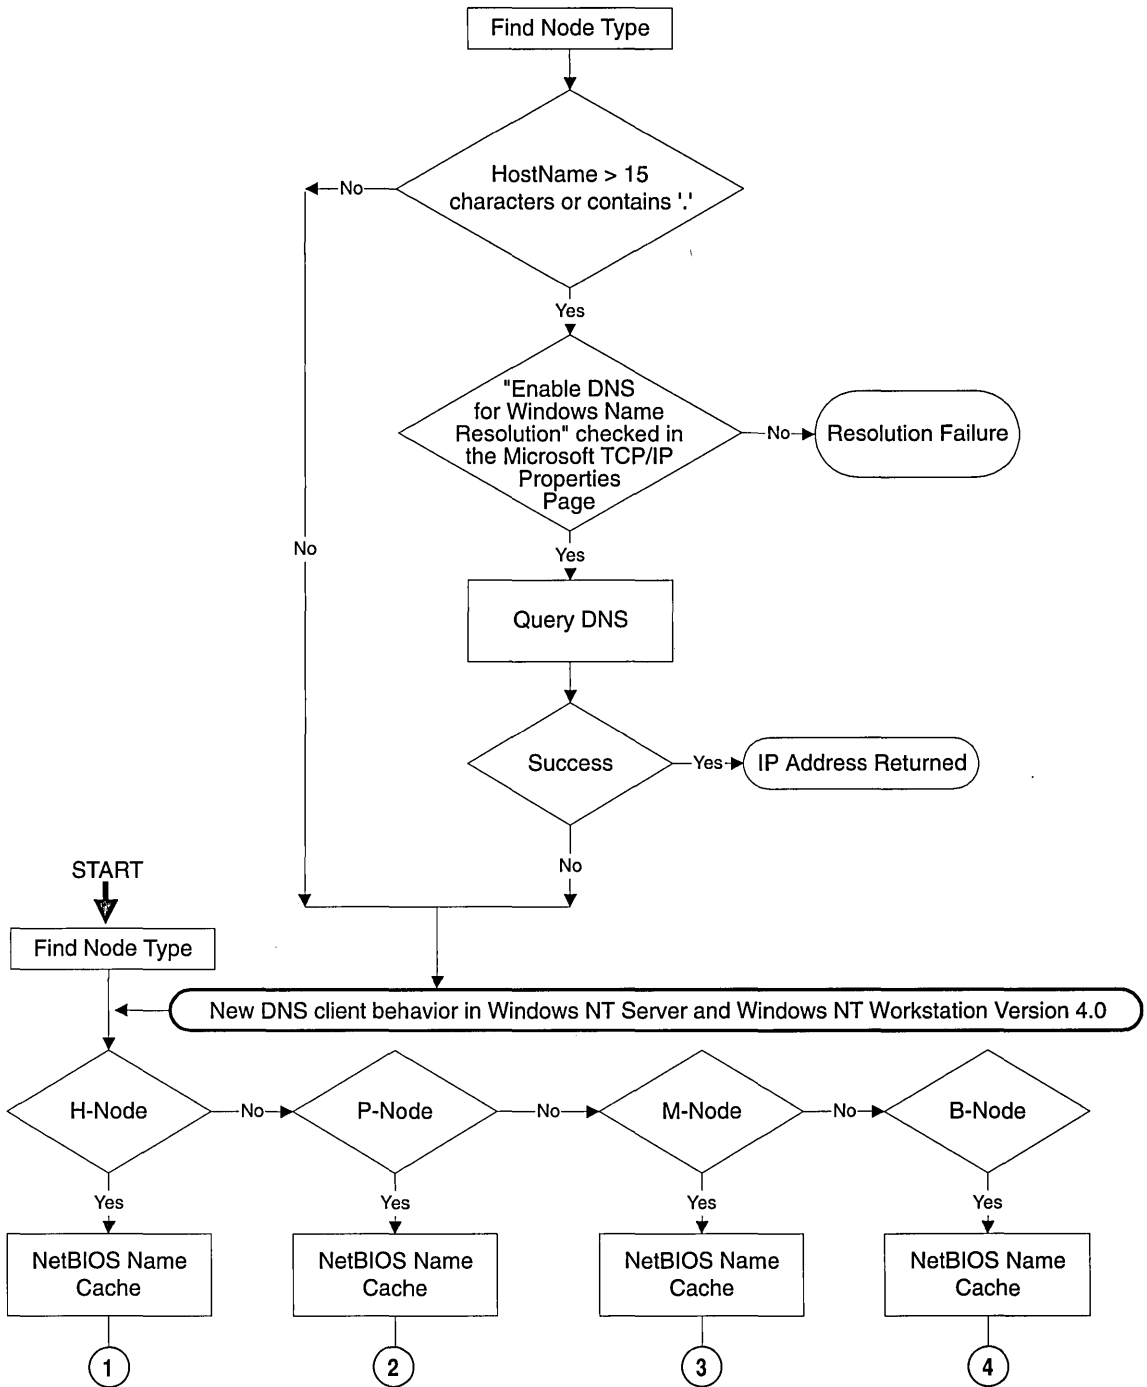 Find Node Type
HostName > 15
characters or contains '.'
No
Yes
"Enable DNS
for Windows Name
Resolution" checked in
the Microsoft TCP/IP
Properties
Page
No
Resolution Failure
No
Yes
Query DNS
Success
Yes
IP Address Returned
No
START
Find Node Type
New DNS client behavior in Windows NT Server and Windows NT Workstation Version 4.0
H-Node
No
P-Node
No
M-Node
No
B-Node
Yes
Yes
Yes
Yes
NetBIOS Name
Cache
NetBIOS Name
Cache
NetBIOS Name
Cache
NetBIOS Name
Cache
1
2
3
4